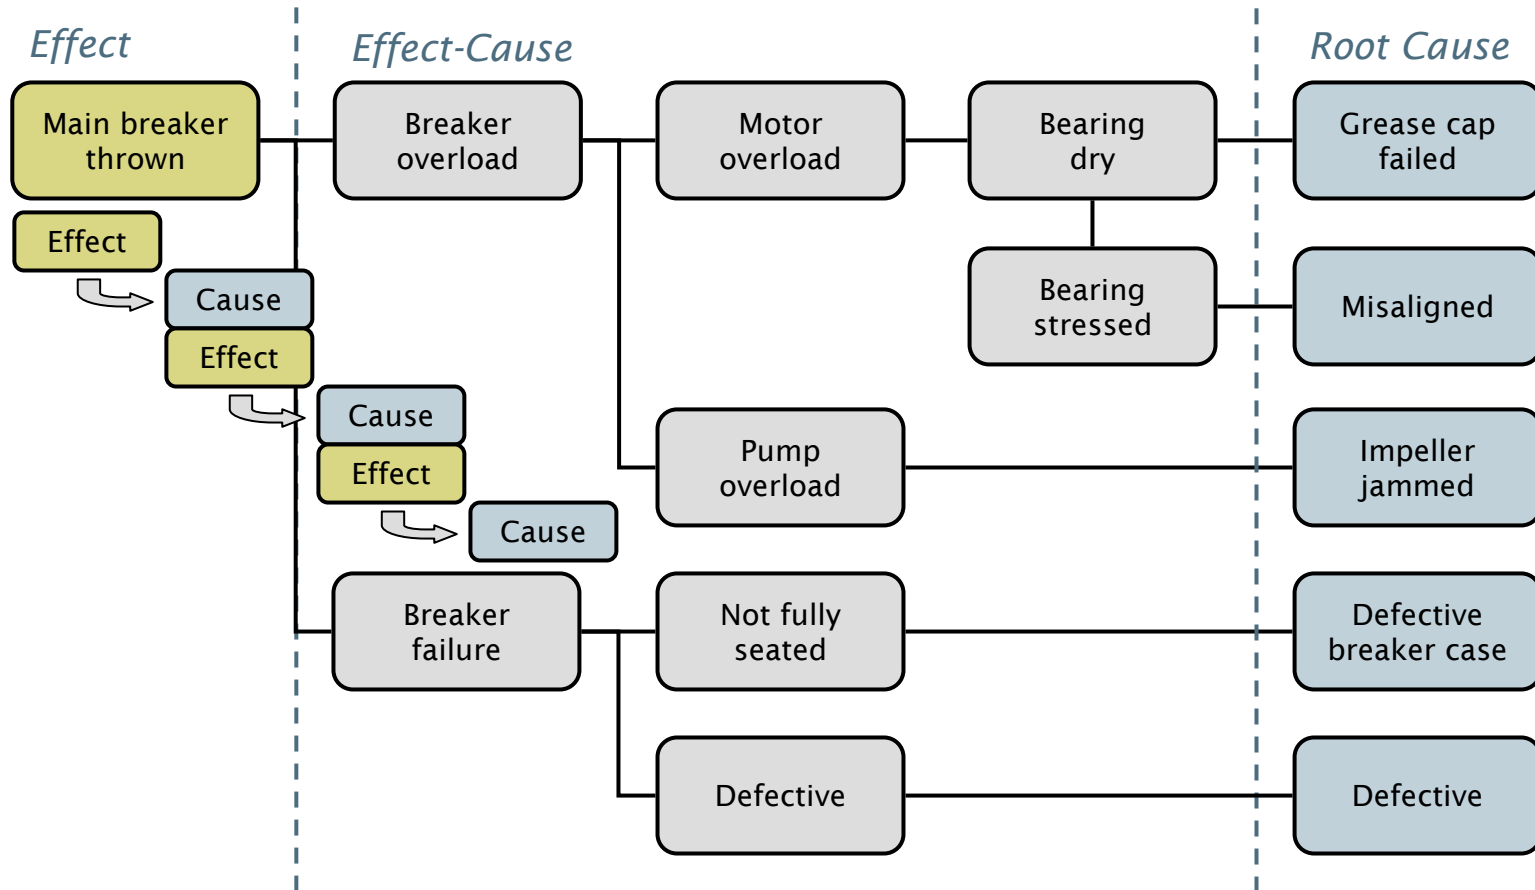 Effect
Effect-Cause
Root Cause
Main breaker
thrown
Breaker
overload
Motor
overload
Bearing
dry
Grease cap
failed
Effect
Cause
Effect
Cause
Effect
Cause
Bearing
stressed
Misaligned
Pump
overload
Impeller
jammed
Breaker
failure
Not fully
seated
Defective
breaker case
Defective
Defective